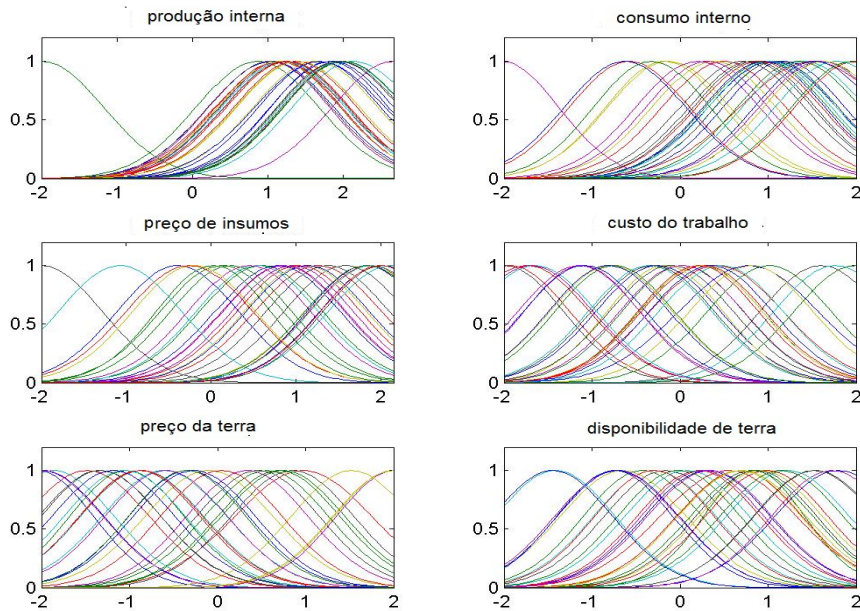 produção interna
consumo interno
1
0.5
0
-2 -1 0 1 2
1
0.5
0
-2 -1 0 1 2
preço de insumos
custo do trabalho
1
0.5
0
-2 -1 0 1 2
1
0.5
0
-2 -1 0 1 2
preço da terra
disponibilidade de terra
1
0.5
0
-2 -1 0 1 2
1
0.5
0
-2 -1 0 1 2